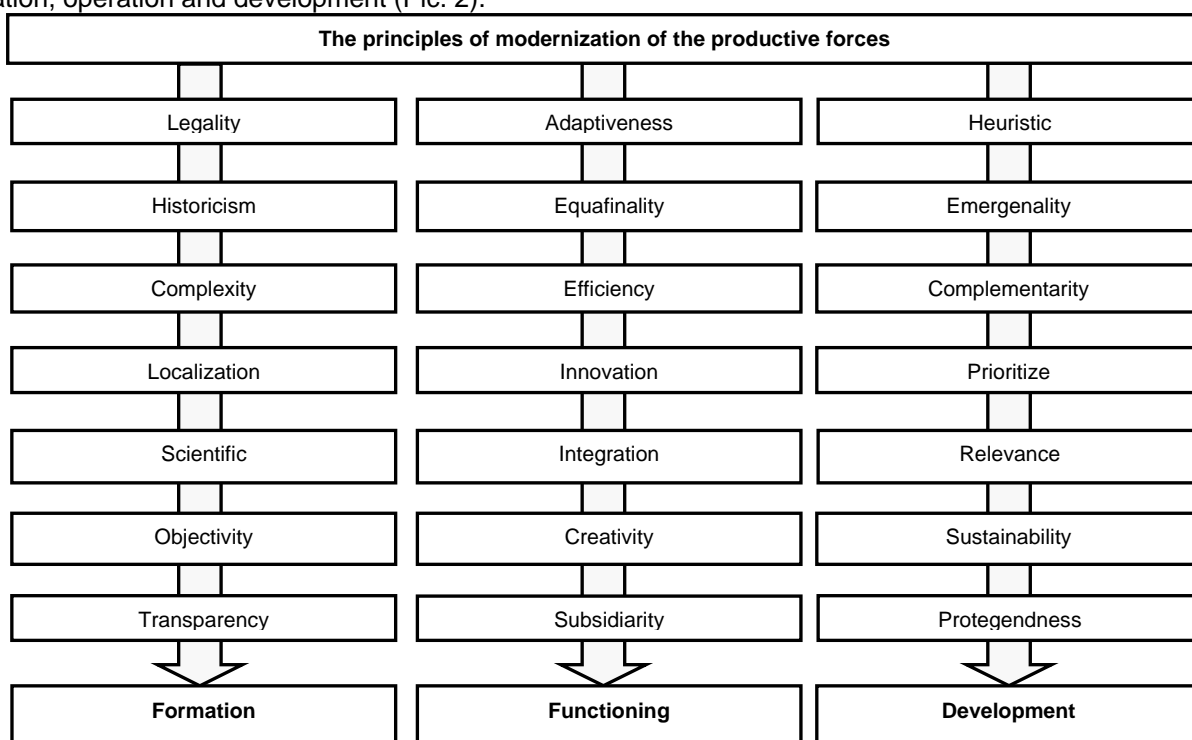 operation and development (Pic. 2).
The principles of modernization of the productive forces
Legality
Adaptiveness
Heuristic
Historicism
Equafinality
Emergenality
Complexity
Efficiency
Complementarity
Localization
Innovation
Prioritize
Scientific
Integration
Relevance
Objectivity
Creativity
Sustainability
Transparency
Subsidiarity
Protegendness
Formation
Functioning
Development